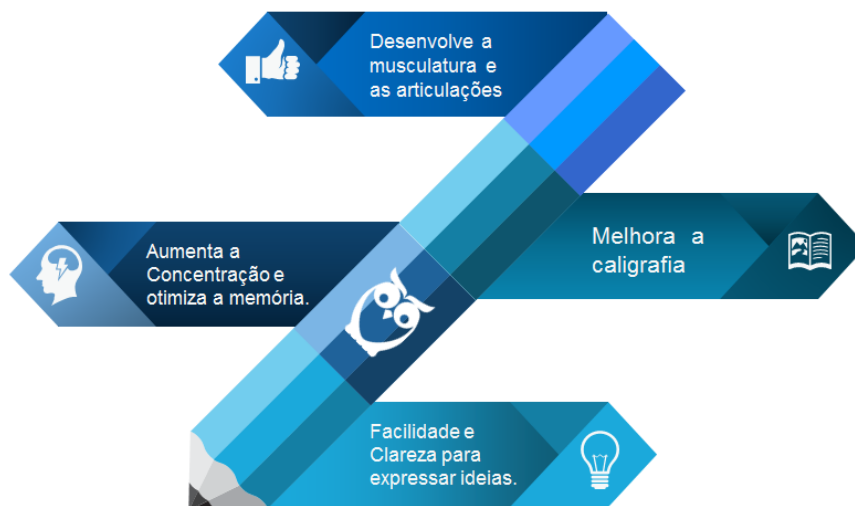 Desenvolve a
musculatura e
as articulações
Aumenta a
Concentração e
otimiza a memória.
Melhora a
caligrafia
Facilidade e
Clareza para
expressar ideias.